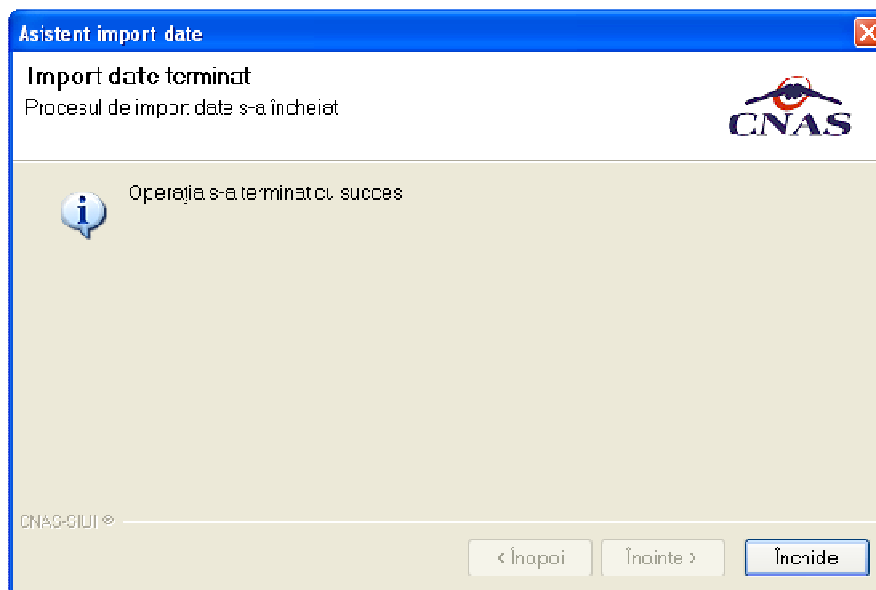 Asistent import date
Import date terminat
Procesul de import date s-a încheiat
CNAS
Operaţia s-a terminat cu succes
CNAS-SIUI ®
< Înapoi
Înainte >
Închide